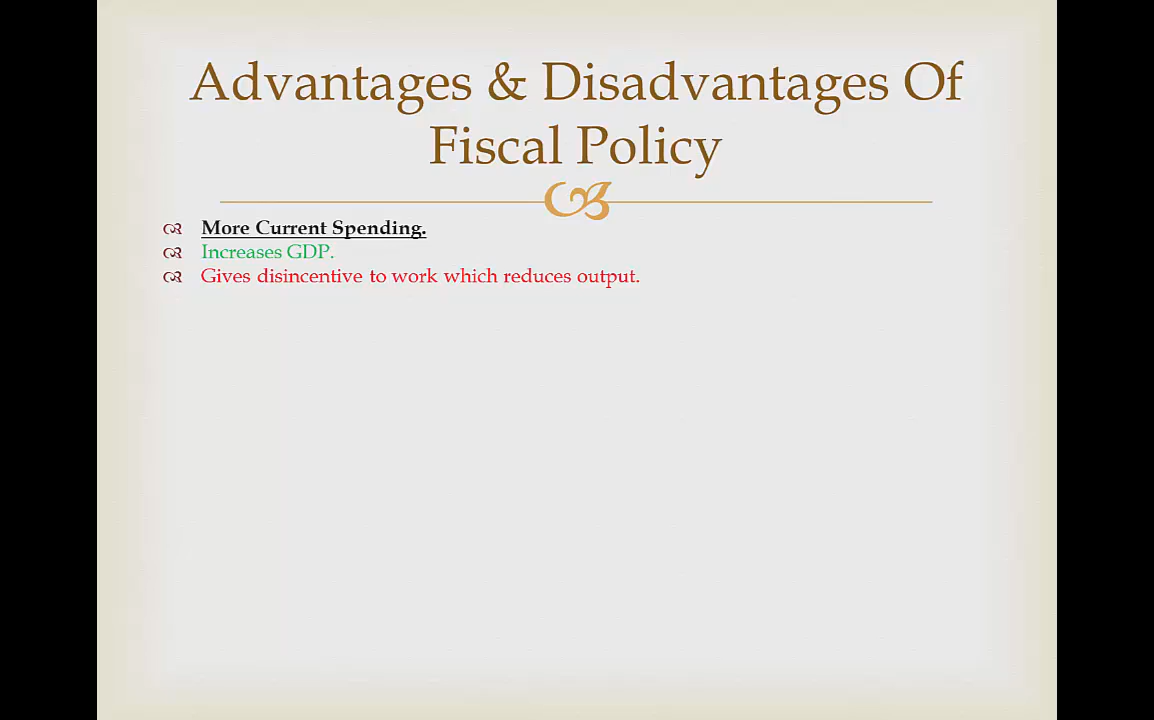 Advantages & Disadvantages Of
Fiscal Policy
More Current Spending.
Increases GDP.
Gives disincentive to work which reduces output.